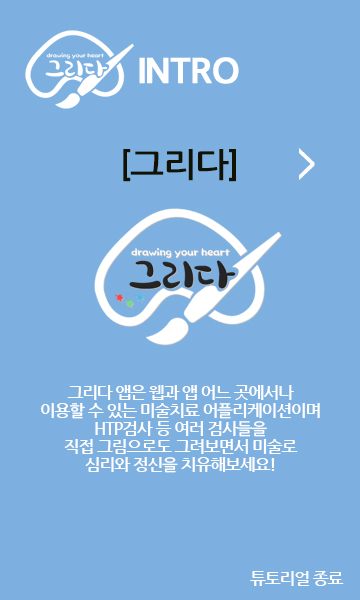 drawing your heart
그리다
INTRO
[그리다]
drawing your heart
그리다
그리다 앱은 웹과 앱 어느 곳에서나
이용할 수 있는 미술치료 어플리케이션이며
HTP검사 등 여러 검사들을
직접 그림으로도 그려보면서 미술로
심리와 정신을 치유해보세요!
튜토리얼 종료